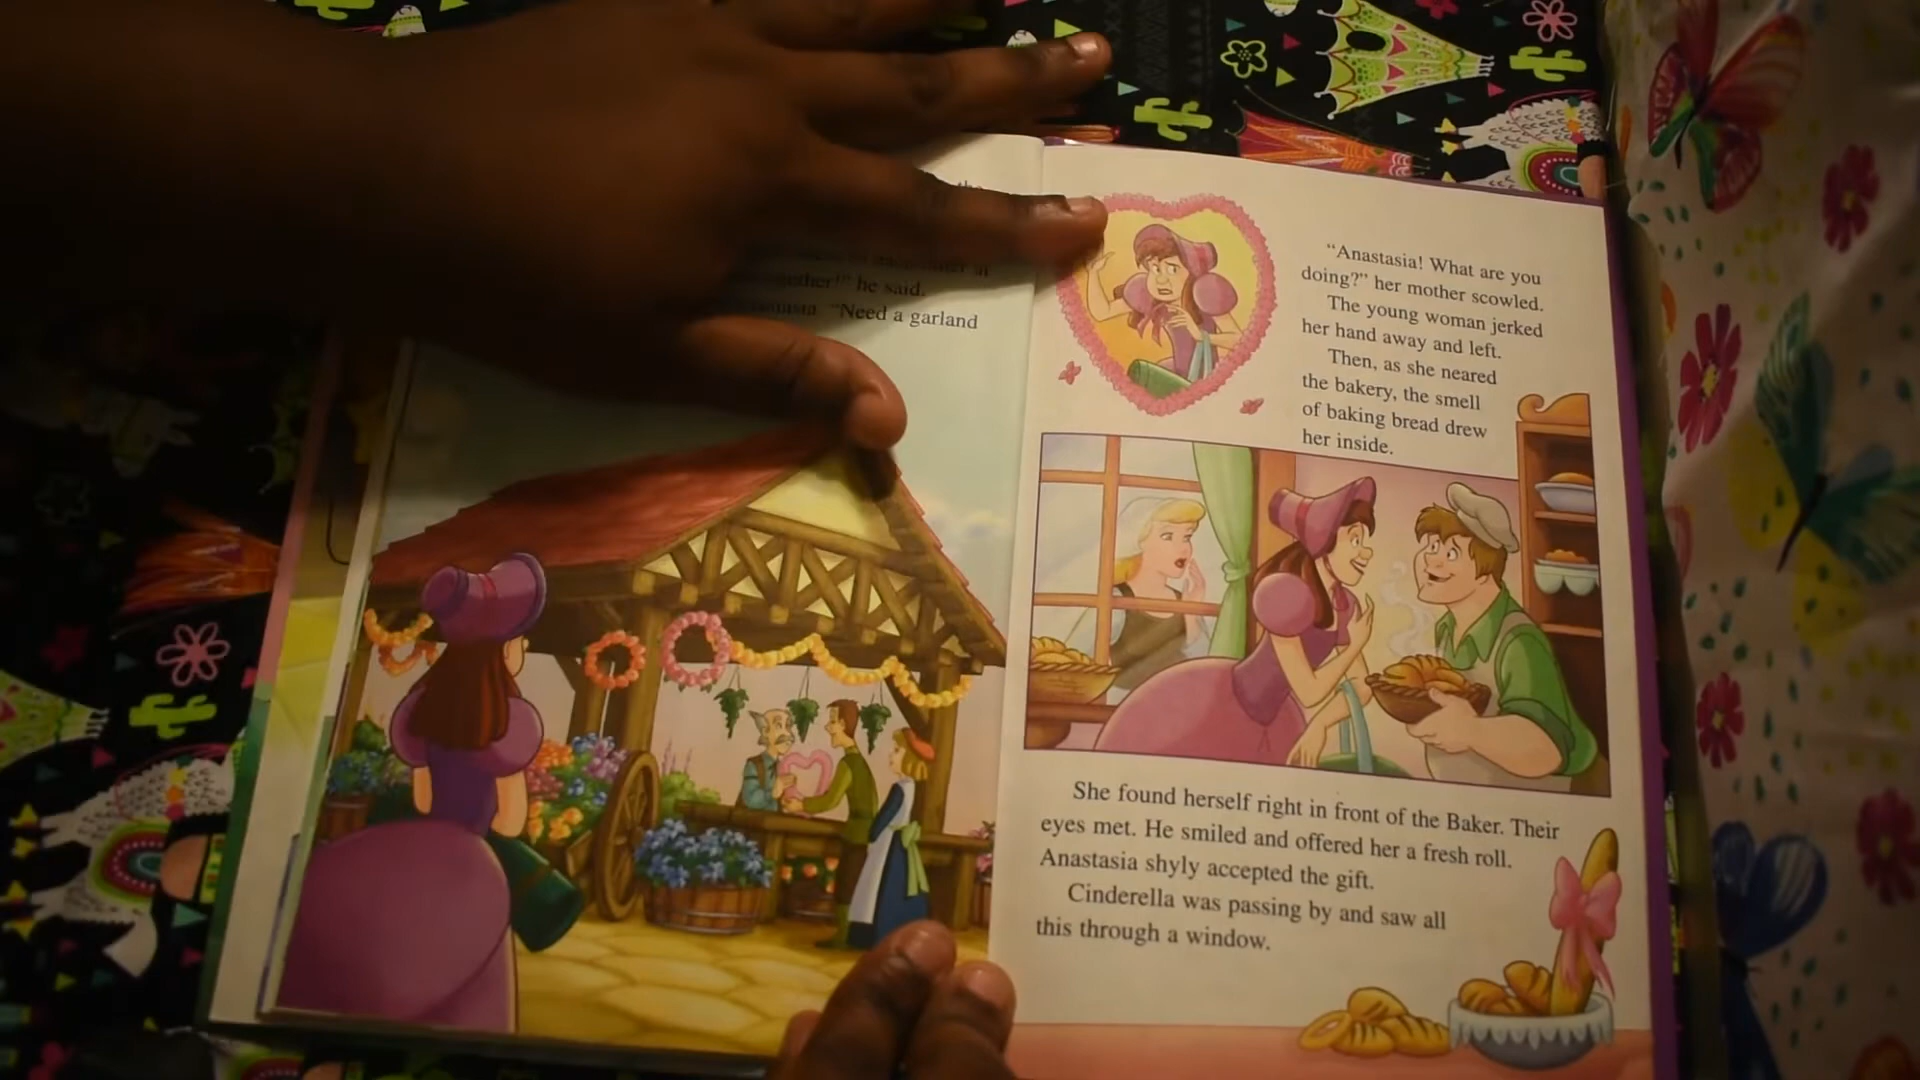 the
together!" he said.
"Need a garland
"Anastasia! What are you
doing?" her mother scowled.
The young woman jerked
her hand away and left.
Then, as she neared
the bakery, the smell
of baking bread drew
her inside.
She found herself right in front of the Baker. Their
eyes met. He smiled and offered her a fresh roll.
Anastasia shyly accepted the gift.
Cinderella was passing by and saw all
this through a window.